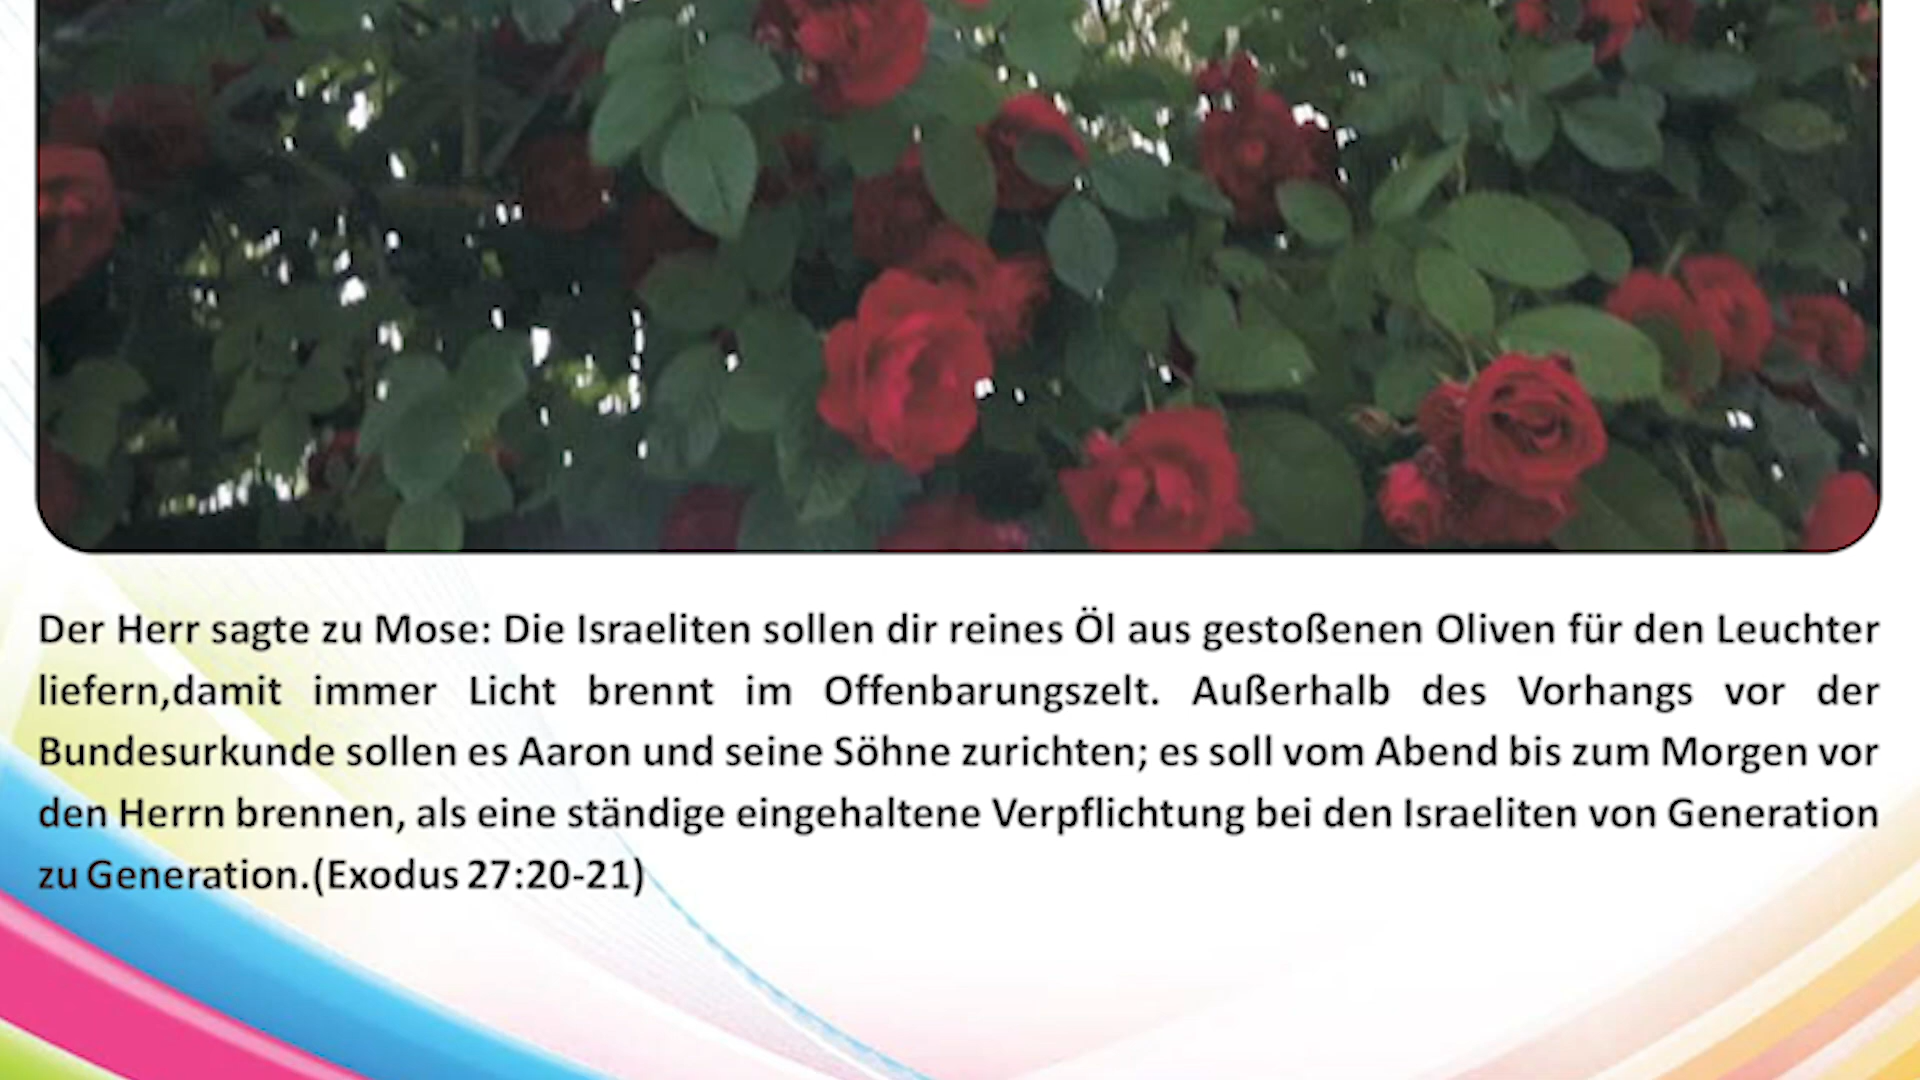 Der Herr sagte zu Mose: Die Israeliten sollen dir reines Öl aus gestoßenen Oliven für den Leuchter
liefern,damit immer Licht brennt im Offenbarungszelt. Außerhalb des Vorhangs vor der
Bundesurkunde sollen es Aaron und seine Söhne zurichten; es soll vom Abend bis zum Morgen vor
den Herrn brennen, als eine ständige eingehaltene Verpflichtung bei den Israeliten von Generation
zu Generation.(Exodus 27:20-21)